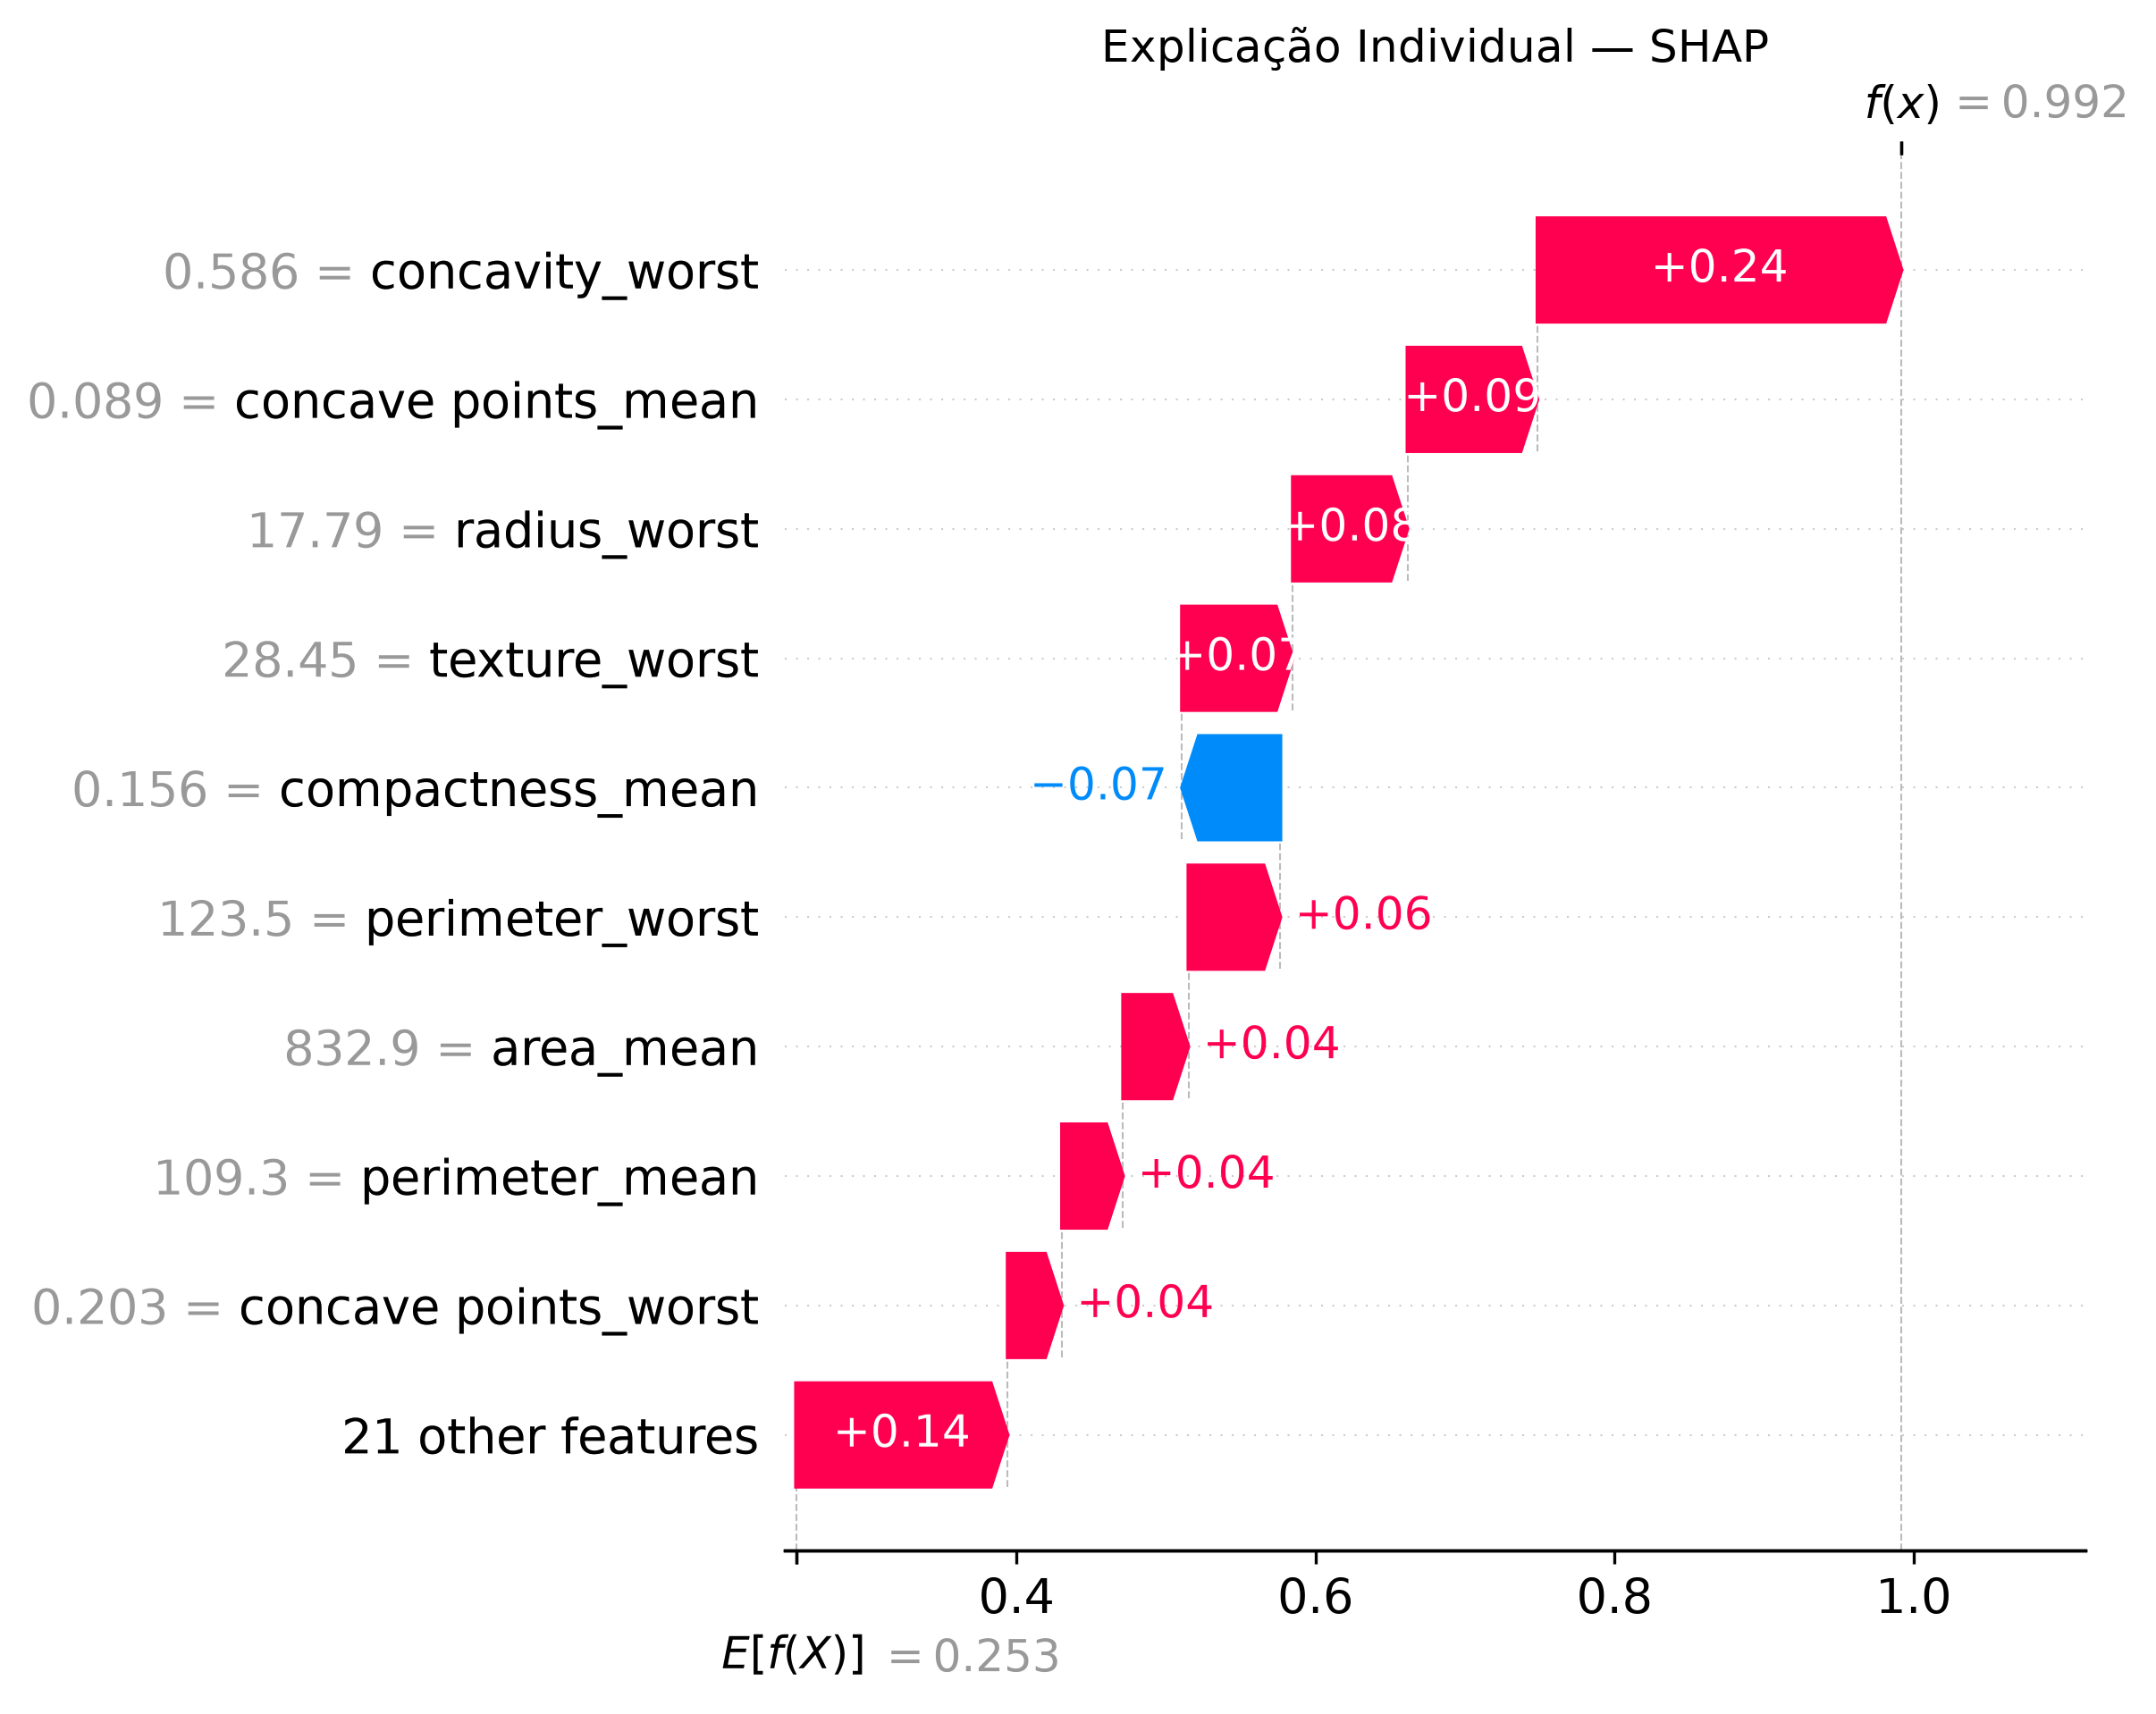 Explicação Individual — SHAP
f(x) = 0.992
0.586 = concavity_worst +0.24
0.089 = concave points_mean +0.09
17.79 = radius_worst +0.08
28.45 = texture_worst +0.07
0.156 = compactness_mean −0.07
123.5 = perimeter_worst +0.06
832.9 = area_mean +0.04
109.3 = perimeter_mean +0.04
0.203 = concave points_worst +0.04
21 other features +0.14
0.4 0.6 0.8 1.0
E[f(X)] = 0.253